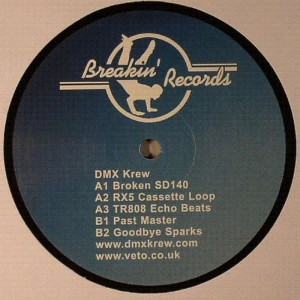 Breakin' Records
DMX Krew
A1 Broken SD140
A2 RX5 Cassette Loop
A3 TR808 Echo Beats
B1 Past Master
B2 Goodbye Sparks
www.dmxkrew.com
www.veto.co.uk